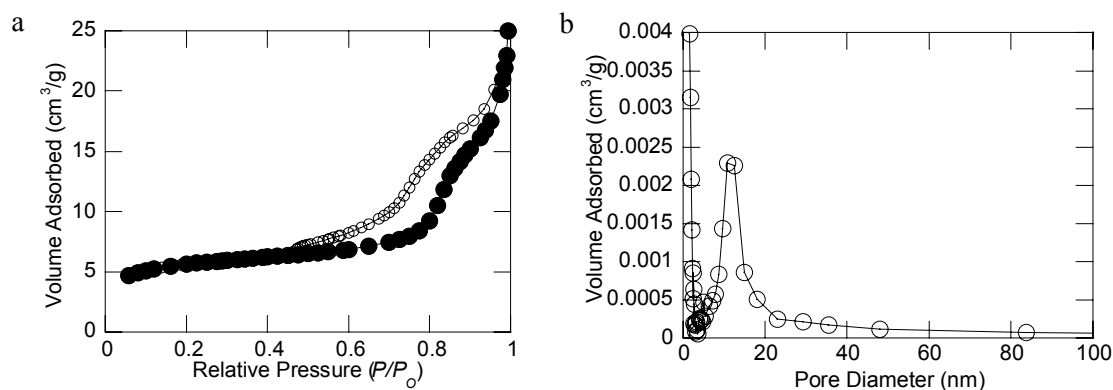 a
25
20
15
10
5
0
Volume Adsorbed (cm³/g)
0 0.2 0.4 0.6 0.8 1
Relative Pressure (P/P_O)
b
0.004
0.0035
0.003
0.0025
0.002
0.0015
0.001
0.0005
0
Volume Adsorbed (cm³/g)
0 20 40 60 80 100
Pore Diameter (nm)